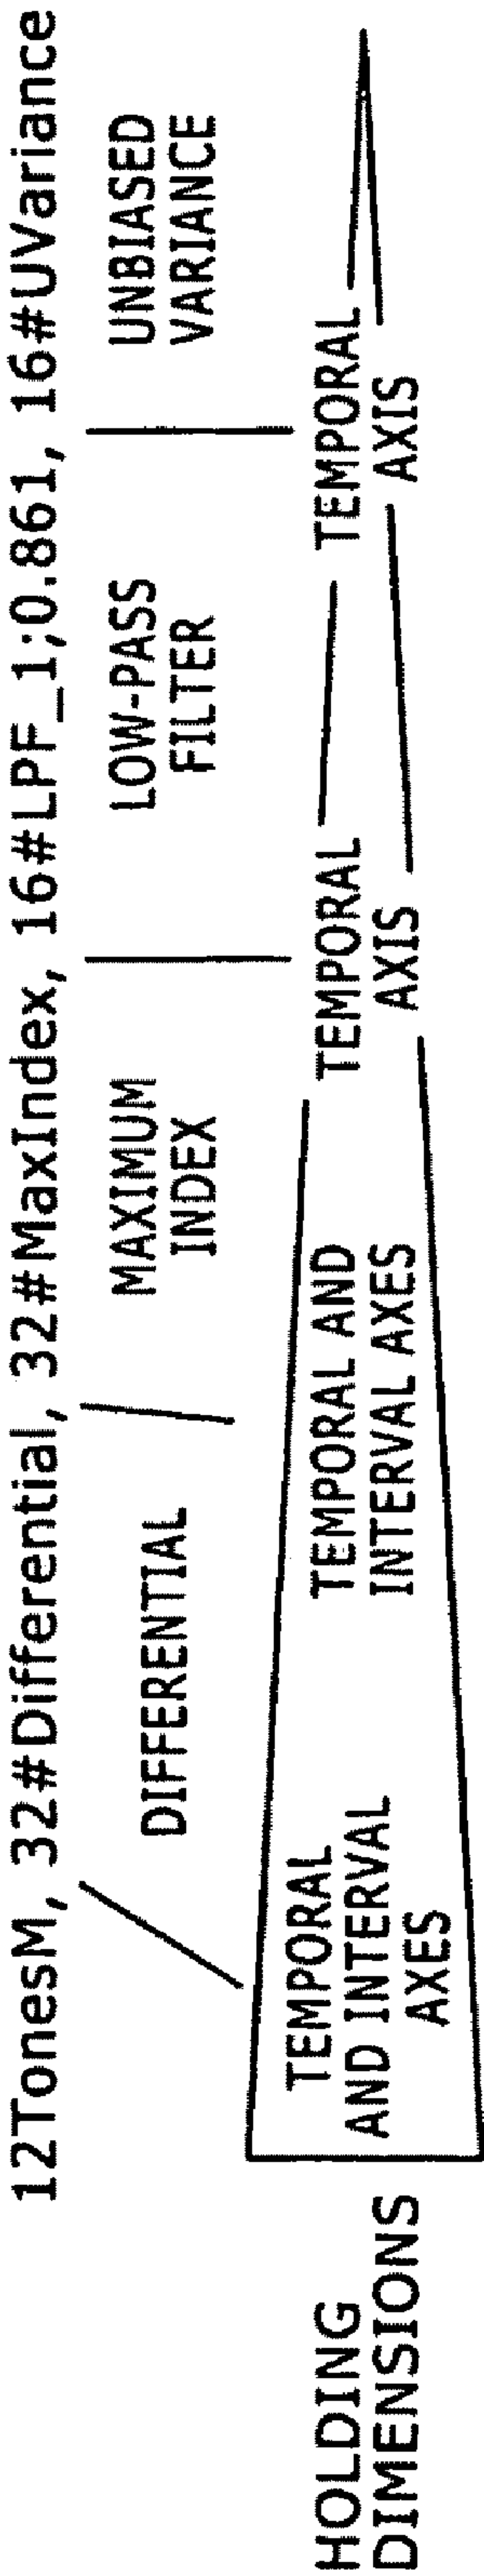 12TonesM, 32#Differential, 32#MaxIndex, 16#LPF_1;0.861, 16#UVariance
DIFFERENTIAL
MAXIMUM
INDEX
LOW-PASS
FILTER
UNBIASED
VARIANCE
HOLDING
DIMENSIONS
TEMPORAL
AND INTERVAL
AXES
TEMPORAL AND
INTERVAL AXES
TEMPORAL
AXIS
TEMPORAL
AXIS